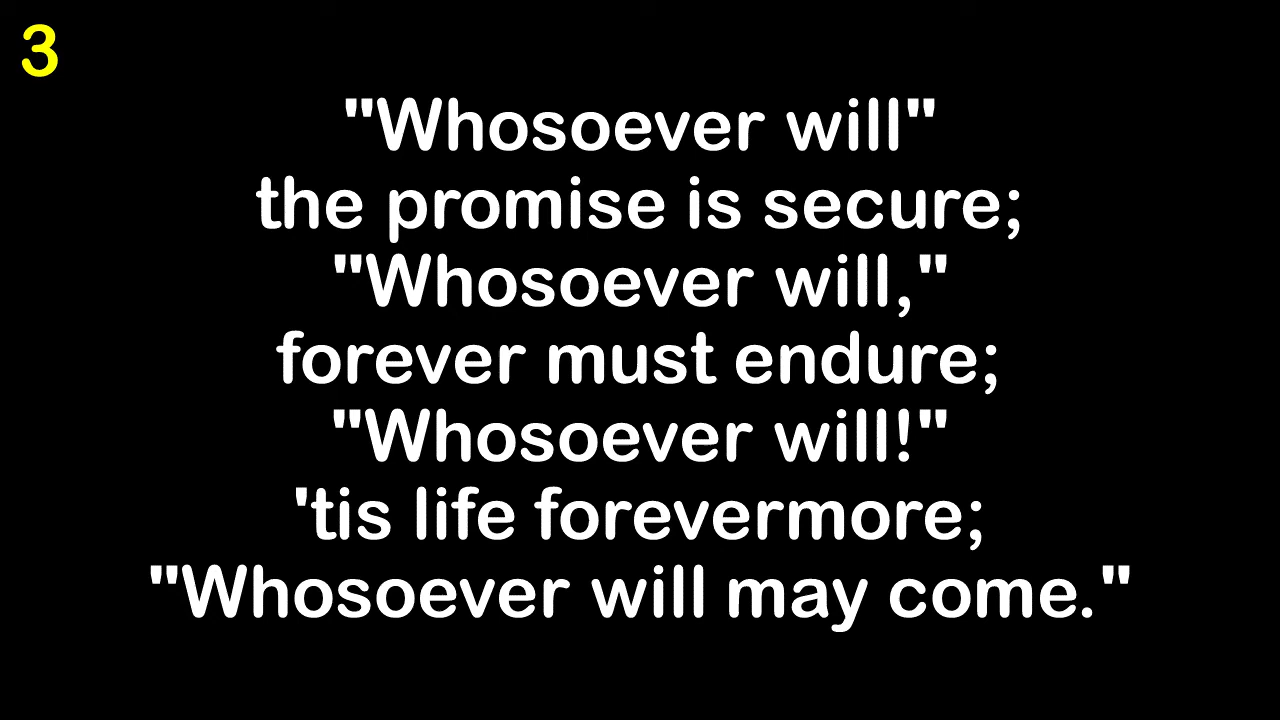 3
"Whosoever will"
the promise is secure;
"Whosoever will,"
forever must endure;
"Whosoever will!"
'tis life forevermore;
"Whosoever will may come."